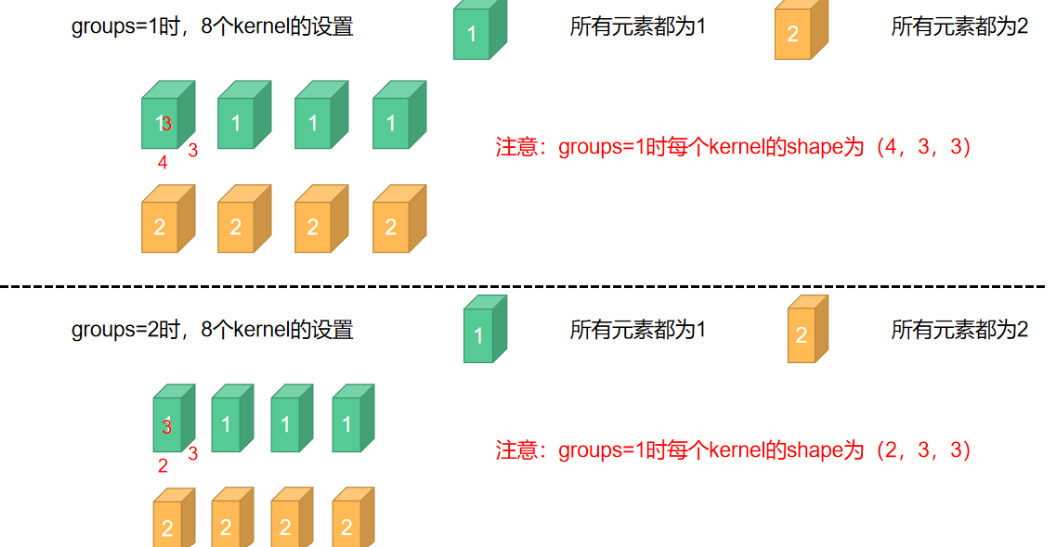 groups=1时，8个kernel的设置 1 所有元素都为1 2 所有元素都为2
1 3 1 1 1
3
4
注意：groups=1时每个kernel的shape为（4，3，3）
2 2 2 2
groups=2时，8个kernel的设置 1 所有元素都为1 2 所有元素都为2
1 3 1 1 1
3
2
注意：groups=1时每个kernel的shape为（2，3，3）
2 2 2 2